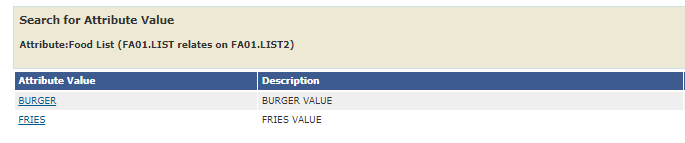 Search for Attribute Value
Attribute:Food List (FA01.LIST relates on FA01.LIST2)
Attribute Value Description
BURGER BURGER VALUE
FRIES FRIES VALUE